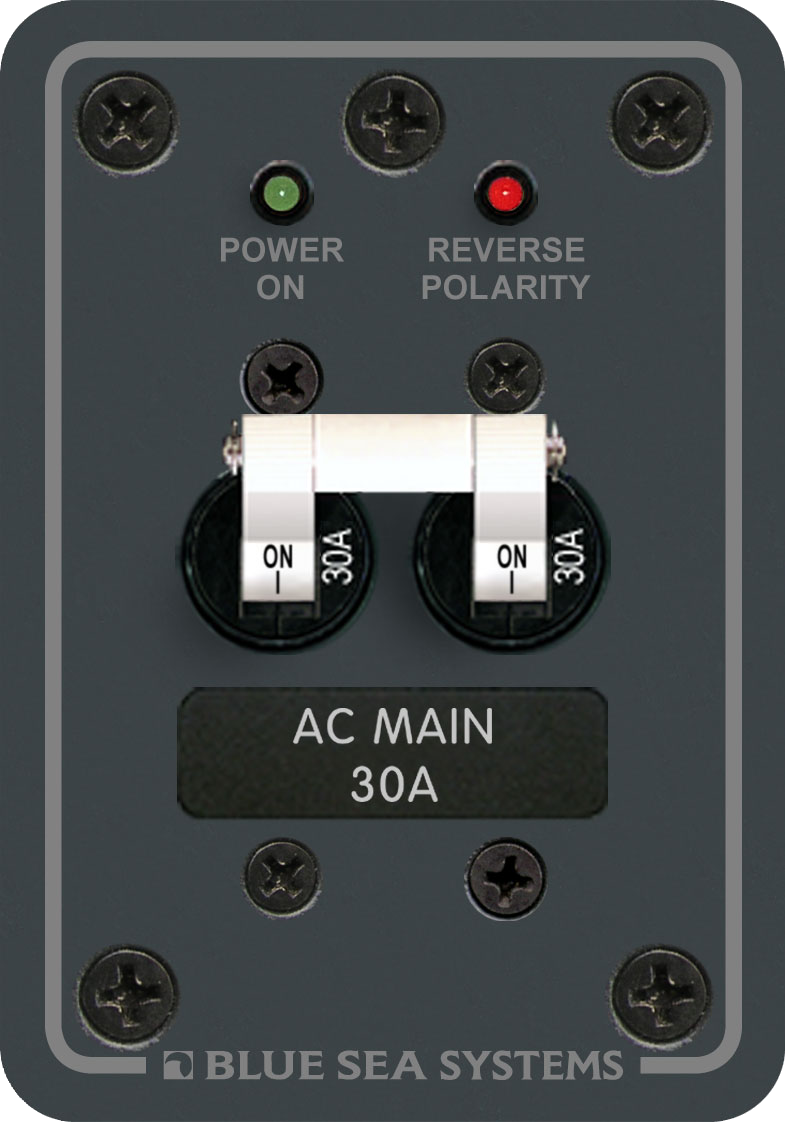 POWER
ON
REVERSE
POLARITY
ON
I
30A
ON
I
30A
AC MAIN
30A
BLUE SEA SYSTEMS